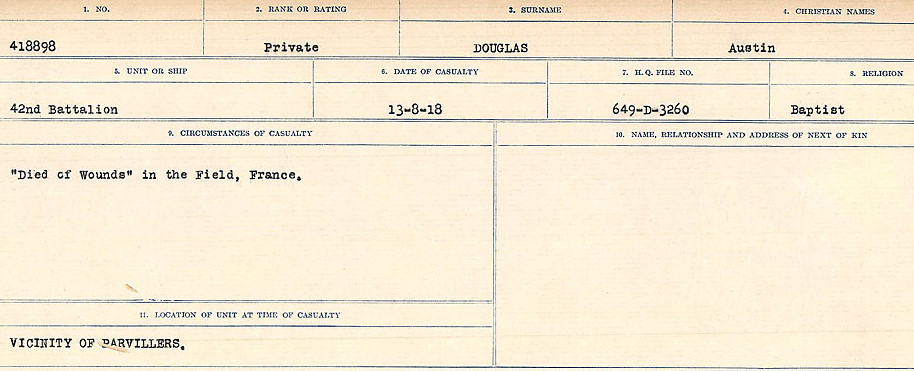 1. NO. 2. RANK OR RATING 3. SURNAME 4. CHRISTIAN NAMES
418898 Private DOUGLAS Austin
5. UNIT OR SHIP 6. DATE OF CASUALTY 7. H.Q. FILE NO. 8. RELIGION
42nd Battalion 13-8-18 649-D-3260 Baptist
9. CIRCUMSTANCES OF CASUALTY
"Died of Wounds" in the Field, France.
10. NAME, RELATIONSHIP AND ADDRESS OF NEXT OF KIN
11. LOCATION OF UNIT AT TIME OF CASUALTY
VICINITY OF PARVILLERS.